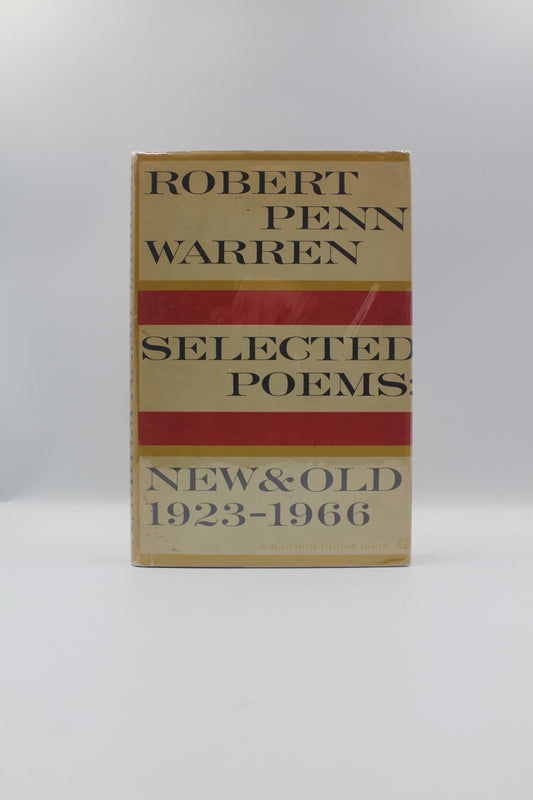 ROBERT
PENN
WARREN
SELECTED
POEMS:
NEW & OLD
1923-1966
A RANDOM HOUSE BOOK